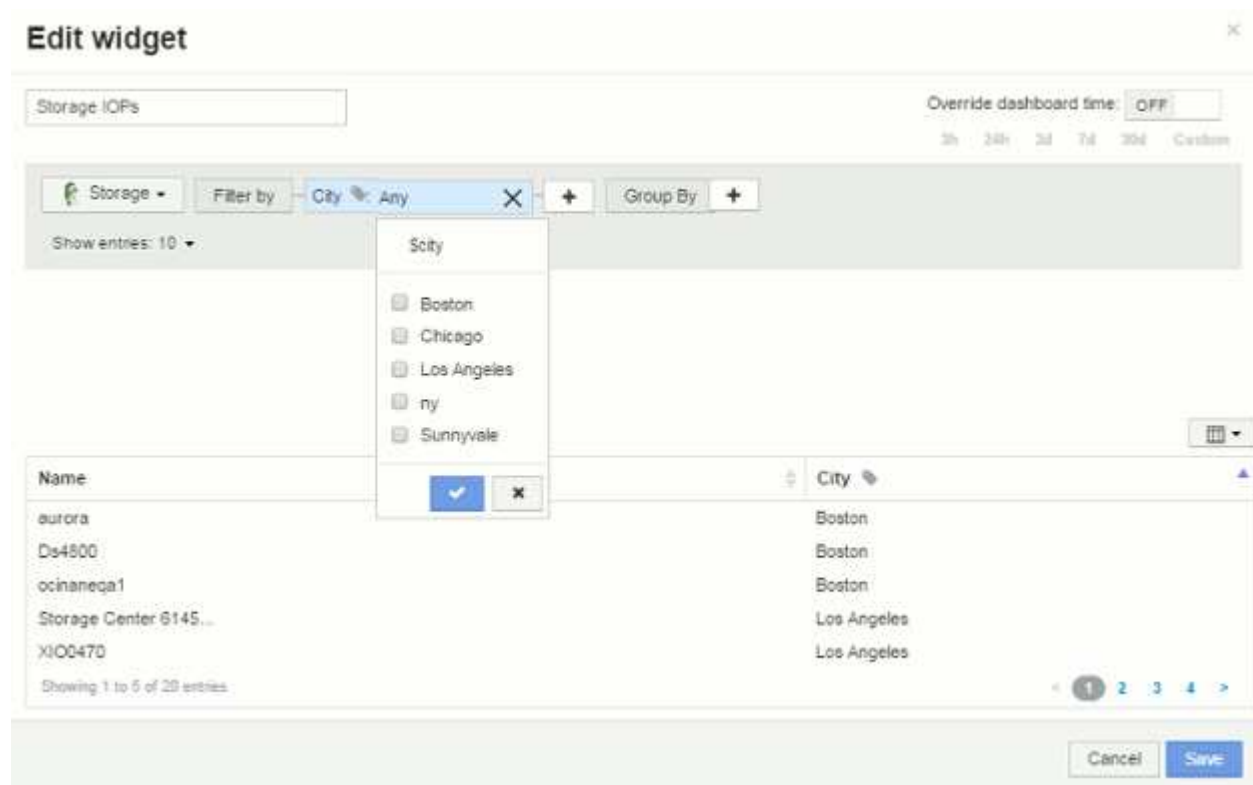 Edit widget
Storage IOPs
Override dashboard time: OFF
3h 24h 3d 7d 30d Custom
Storage Filter by City Any Group By
Show entries: 10
$city
Boston
Chicago
Los Angeles
ny
Sunnyvale
Name City
aurora Boston
Ds4800 Boston
ocinaneqa1 Boston
Storage Center 6145... Los Angeles
XIO0470 Los Angeles
Showing 1 to 5 of 20 entries < 1 2 3 4 >
Cancel Save